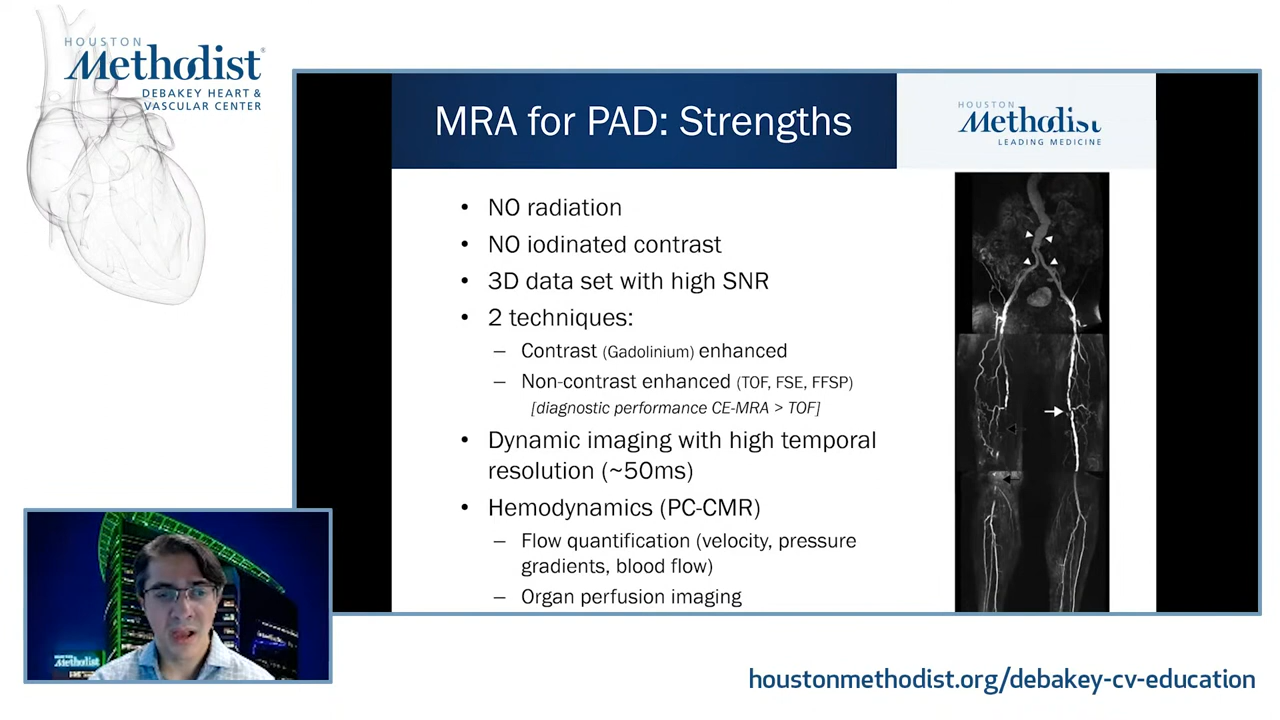 HOUSTON
Methodist®
DEBAKEY HEART &
VASCULAR CENTER
MRA for PAD: Strengths
HOUSTON
Methodist
LEADING MEDICINE
• NO radiation
• NO iodinated contrast
• 3D data set with high SNR
• 2 techniques:
– Contrast (Gadolinium) enhanced
– Non-contrast enhanced (TOF, FSE, FFSP)
[diagnostic performance CE-MRA > TOF]
• Dynamic imaging with high temporal
resolution (~50ms)
• Hemodynamics (PC-CMR)
– Flow quantification (velocity, pressure
gradients, blood flow)
– Organ perfusion imaging
Methodist
houstonmethodist.org/debakey-cv-education